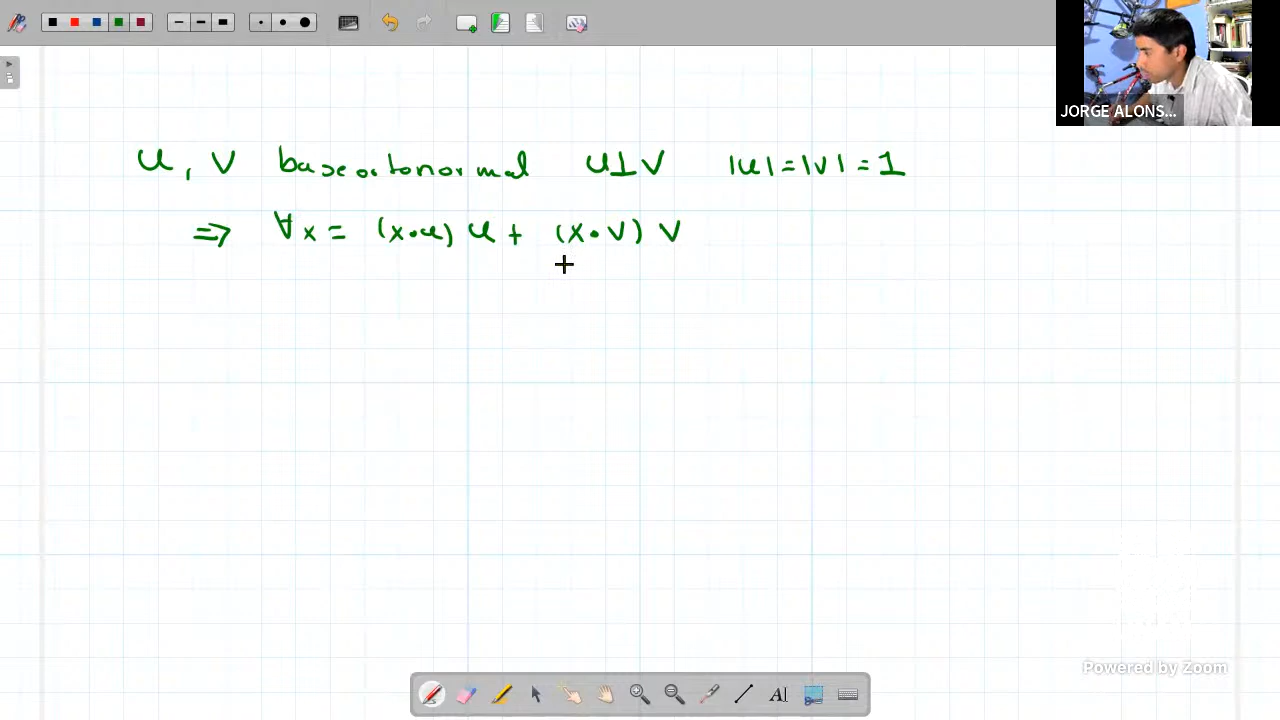 JORGE ALONS...
u, v base ortonormal u⊥v |u|=|v|=1
⇒ ∀x = (x•u) u + (x•v) v
Powered by Zoom